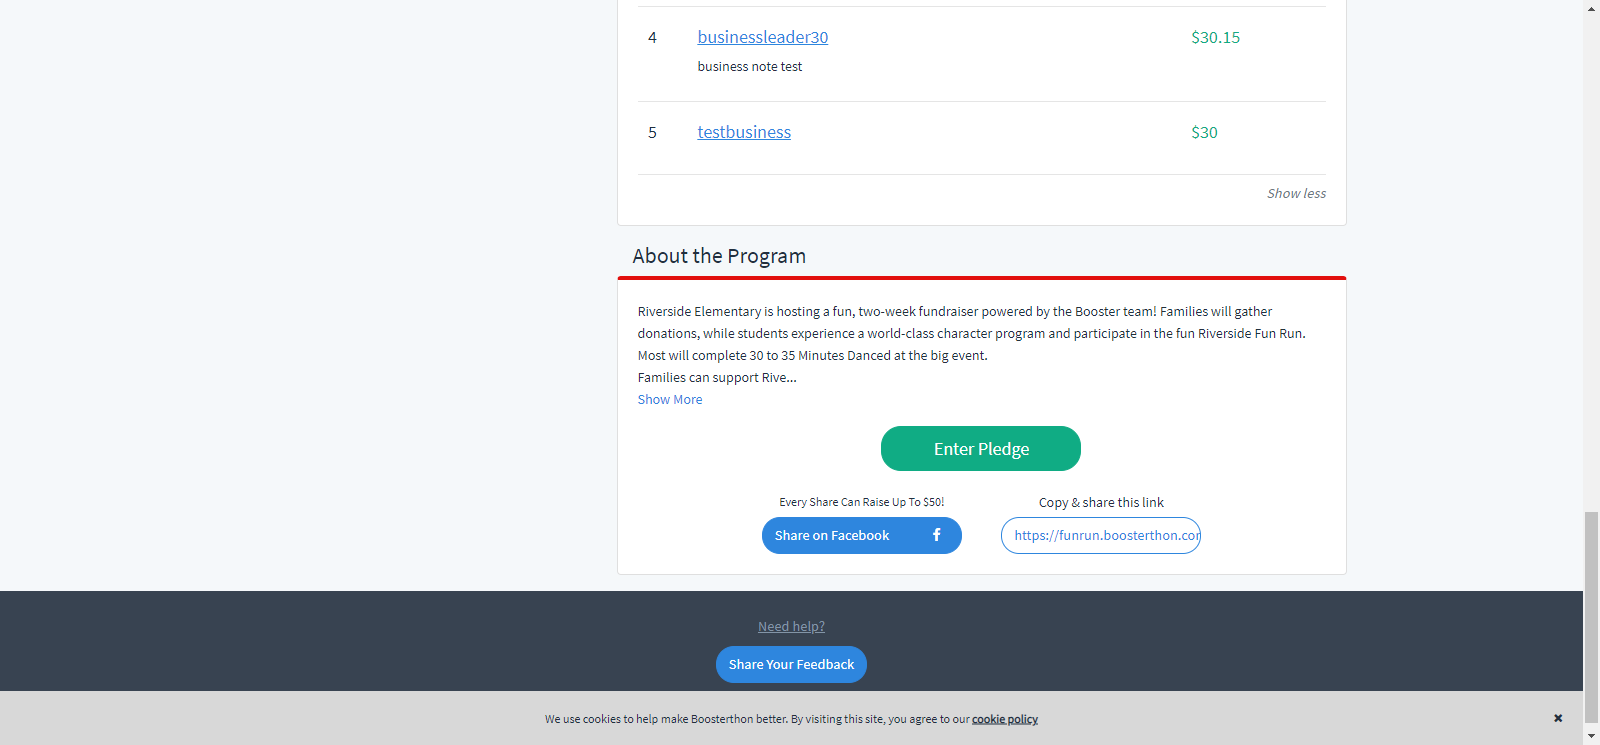 4 businessleader30 $30.15
business note test
5 testbusiness $30
Show less
About the Program
Riverside Elementary is hosting a fun, two-week fundraiser powered by the Booster team! Families will gather
donations, while students experience a world-class character program and participate in the fun Riverside Fun Run.
Most will complete 30 to 35 Minutes Danced at the big event.
Families can support Rive...
Show More
Enter Pledge
Every Share Can Raise Up To $50!
Share on Facebook f
Copy & share this link
https://funrun.boosterthon.cor
Need help?
Share Your Feedback
We use cookies to help make Boosterthon better. By visiting this site, you agree to our cookie policy